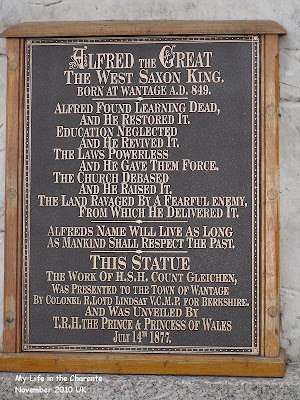 ALFRED THE GREAT
THE WEST SAXON KING.
BORN AT WANTAGE A.D. 849.
ALFRED FOUND LEARNING DEAD,
AND HE RESTORED IT.
EDUCATION NEGLECTED
AND HE REVIVED IT.
THE LAWS POWERLESS
AND HE GAVE THEM FORCE.
THE CHURCH DEBASED
AND HE RAISED IT.
THE LAND RAVAGED BY A FEARFUL ENEMY,
FROM WHICH HE DELIVERED IT.
ALFREDS NAME WILL LIVE AS LONG
AS MANKIND SHALL RESPECT THE PAST.
THIS STATUE
THE WORK OF H.S.H. COUNT GLEICHEN,
WAS PRESENTED TO THE TOWN OF WANTAGE
BY COLONEL R.LOYD LINDSAY V.C.M.P. FOR BERKSHIRE.
AND WAS UNVEILED BY
T.R.H.THE PRINCE & PRINCESS OF WALES
JULY 14TH 1877.
My Life in the Charente
November 2010 UK